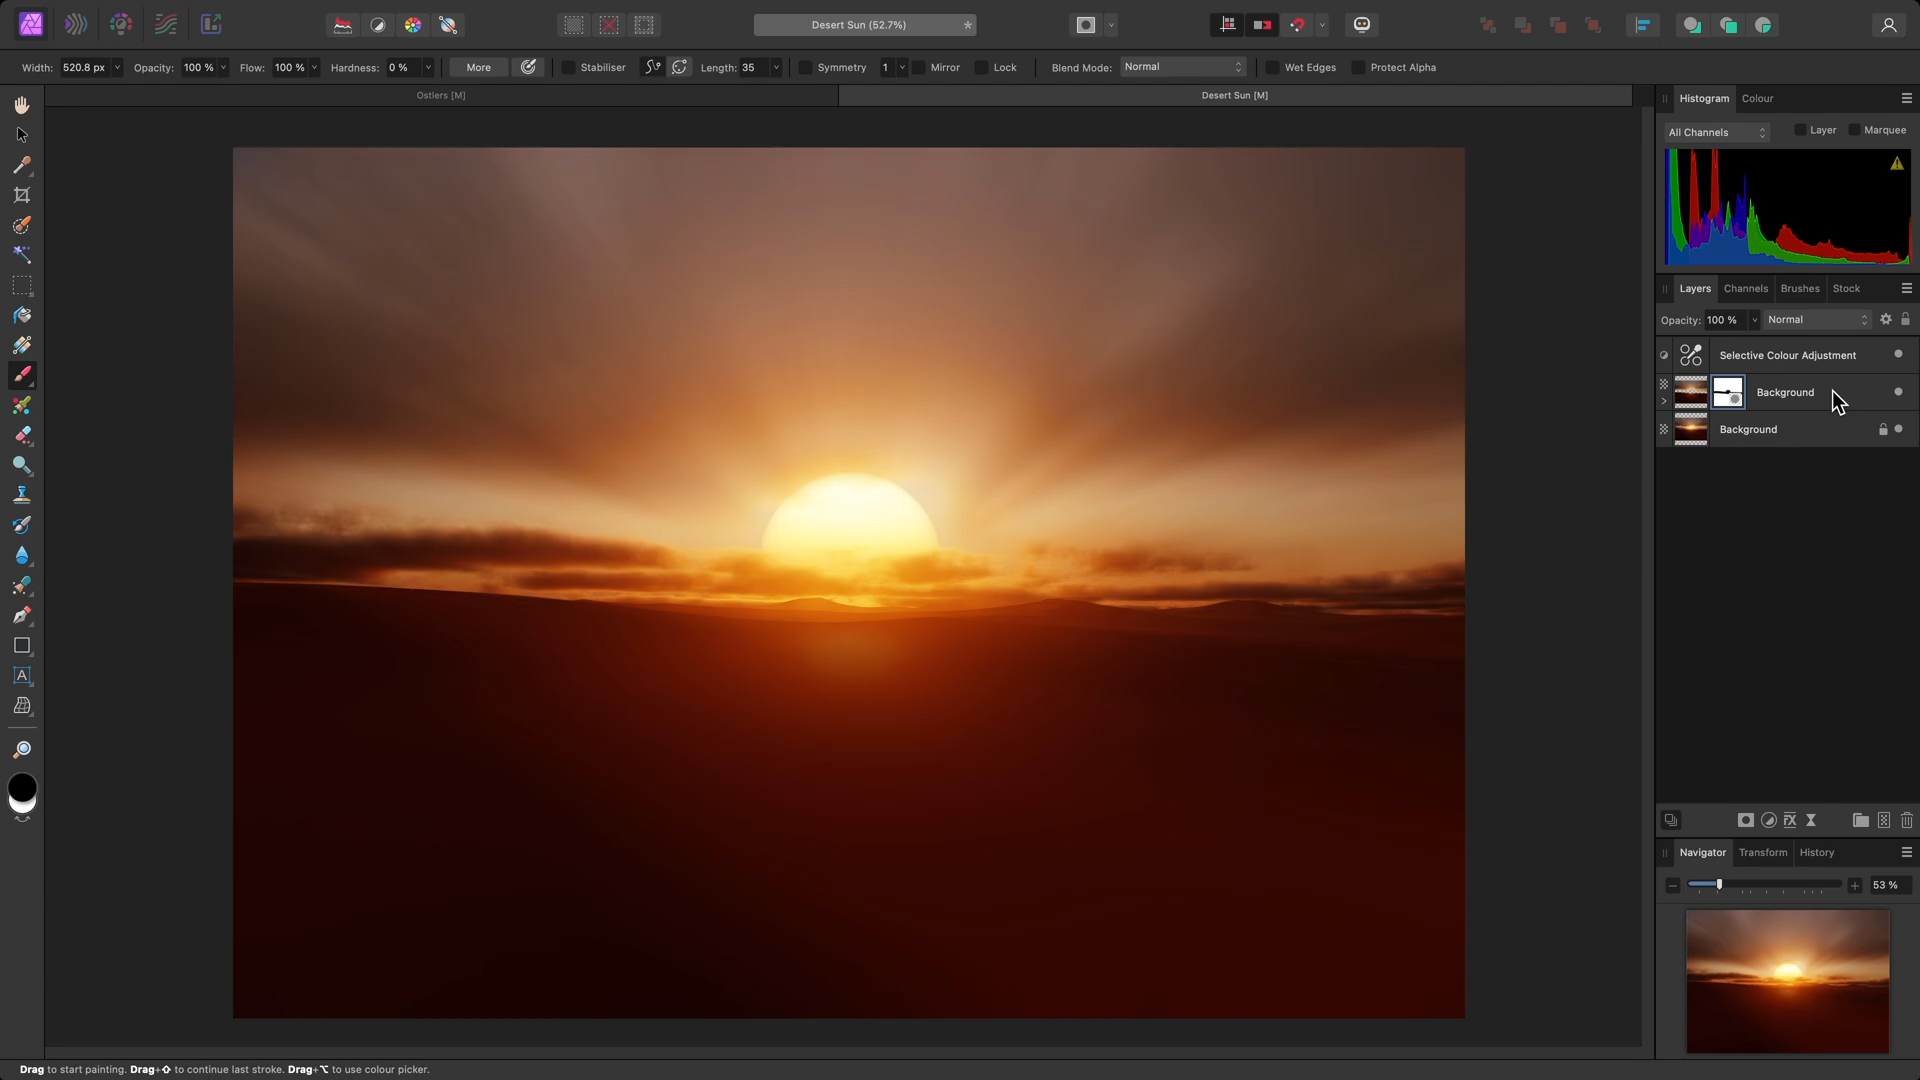 Desert Sun (52.7%)
*
Width: 520.8 px Opacity: 100 % Flow: 100 % Hardness: 0 % More Stabiliser Length: 35 Symmetry 1 Mirror Lock Blend Mode: Normal Wet Edges Protect Alpha
Ostlers [M] Desert Sun [M]
Histogram Colour
All Channels Layer Marquee
Layers Channels Brushes Stock
Opacity: 100 % Normal
Selective Colour Adjustment
Background
Background
Navigator Transform History
53 %
Drag to start painting. Drag+⇧ to continue last stroke. Drag+⌥ to use colour picker.